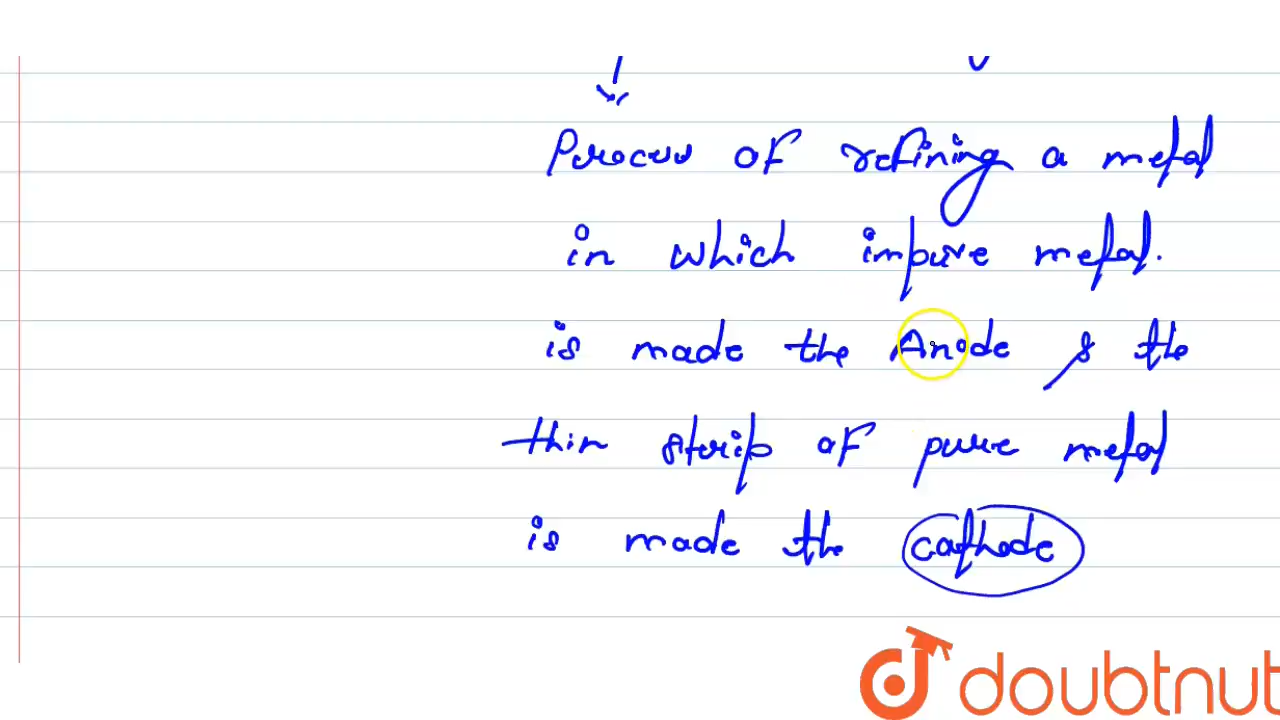 Process of refining a metal
in which impure metal.
is made the Anode & the
thin strip of pure metal
is made the cathode
doubtnut